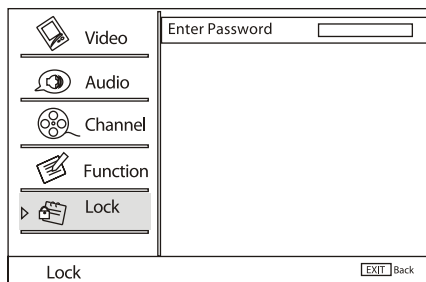 Video
Audio
Channel
Function
Lock
Enter Password
Lock
EXIT Back